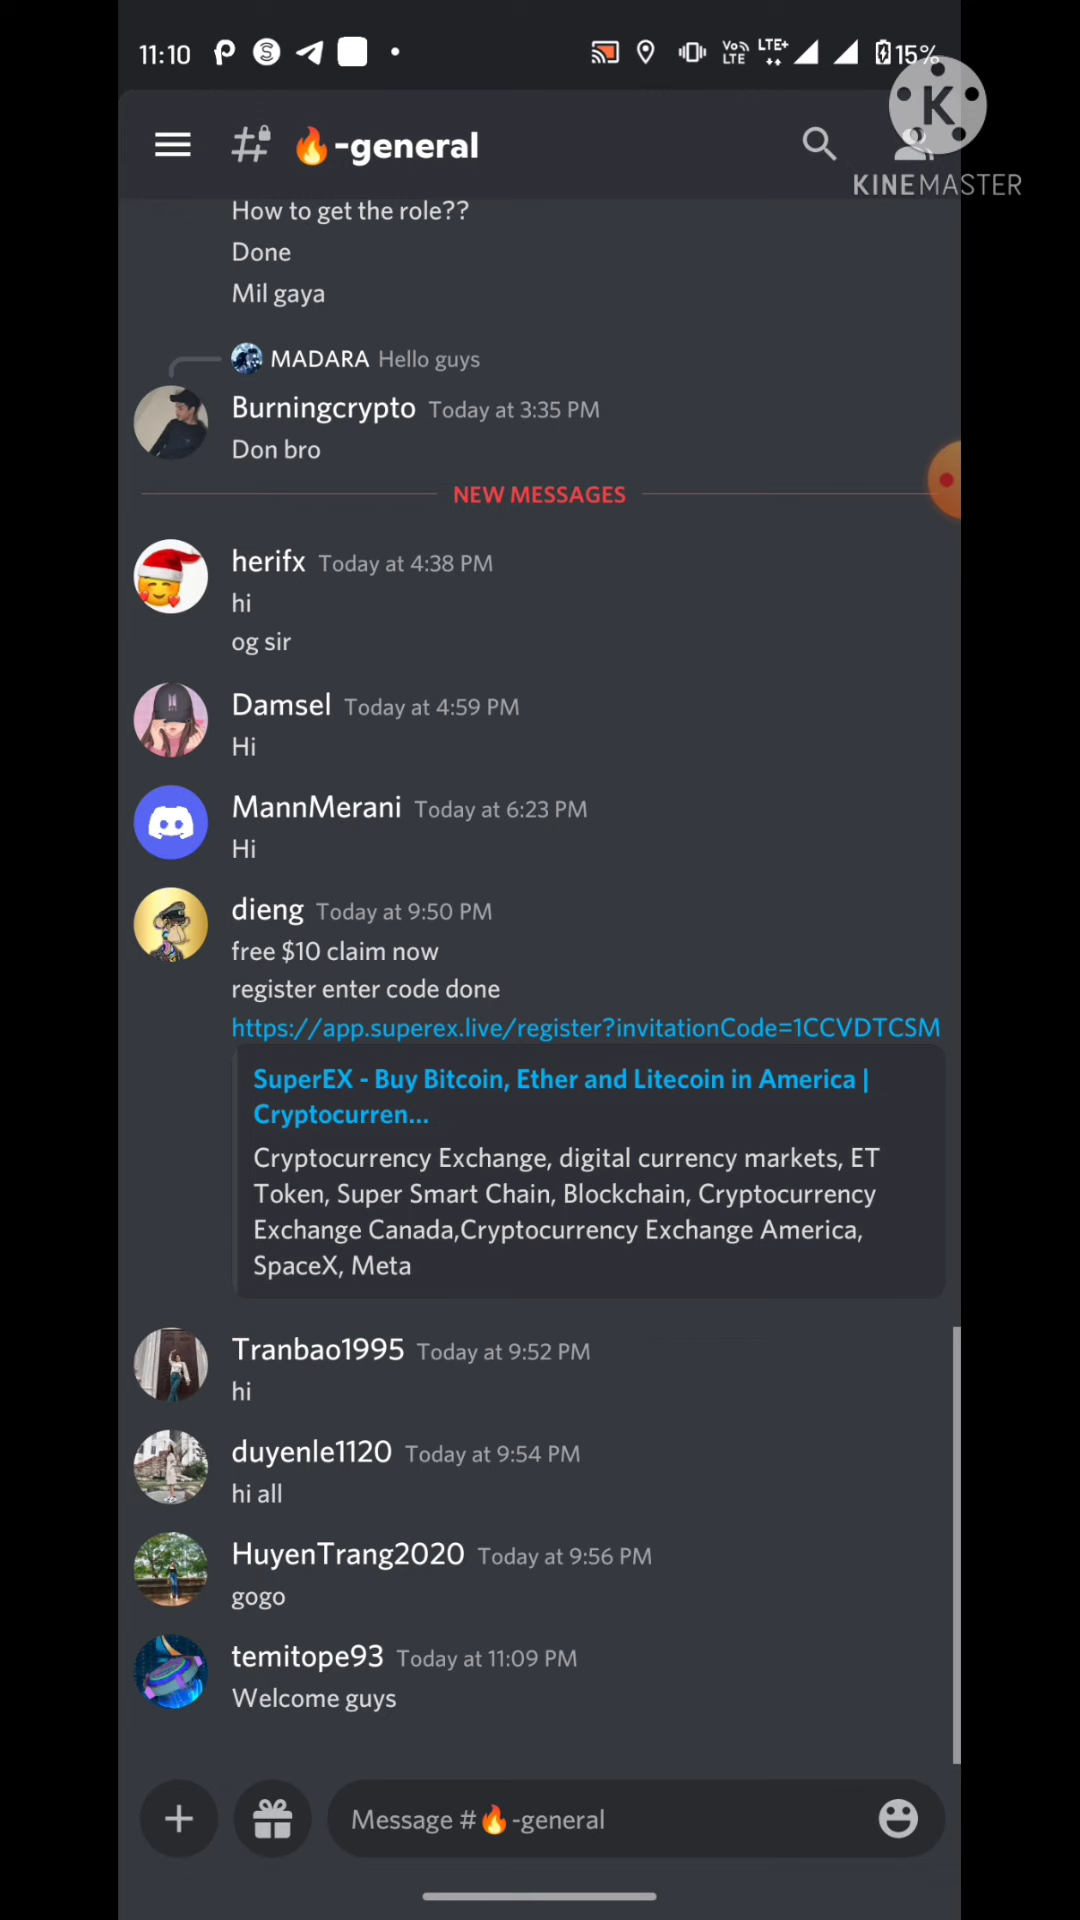 11:10
Vo LTE
LTE+
15%
K
KINEMASTER
🔥-general
How to get the role??
Done
Mil gaya
MADARA Hello guys
Burningcrypto Today at 3:35 PM
Don bro
NEW MESSAGES
herifx Today at 4:38 PM
hi
og sir
Damsel Today at 4:59 PM
Hi
MannMerani Today at 6:23 PM
Hi
dieng Today at 9:50 PM
free $10 claim now
register enter code done
https://app.superex.live/register?invitationCode=1CCVDTCSM
SuperEX - Buy Bitcoin, Ether and Litecoin in America |
Cryptocurren...
Cryptocurrency Exchange, digital currency markets, ET
Token, Super Smart Chain, Blockchain, Cryptocurrency
Exchange Canada,Cryptocurrency Exchange America,
SpaceX, Meta
Tranbao1995 Today at 9:52 PM
hi
duyenle1120 Today at 9:54 PM
hi all
HuyenTrang2020 Today at 9:56 PM
gogo
temitope93 Today at 11:09 PM
Welcome guys
Message #🔥-general